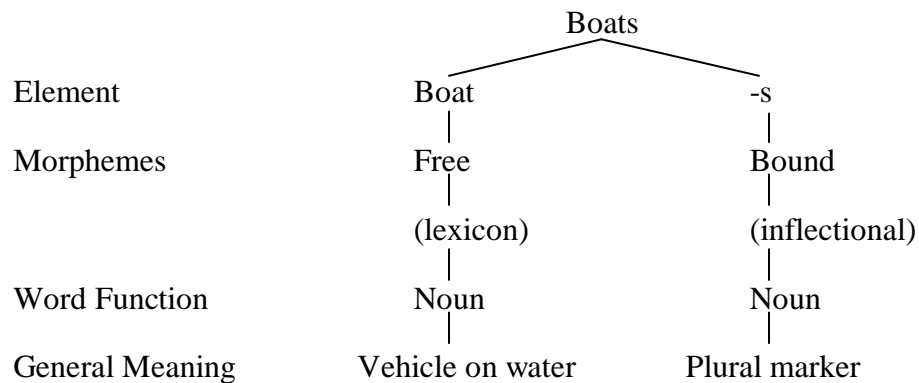 Boats
Element Boat -s
Morphemes Free Bound
(lexicon) (inflectional)
Word Function Noun Noun
General Meaning Vehicle on water Plural marker